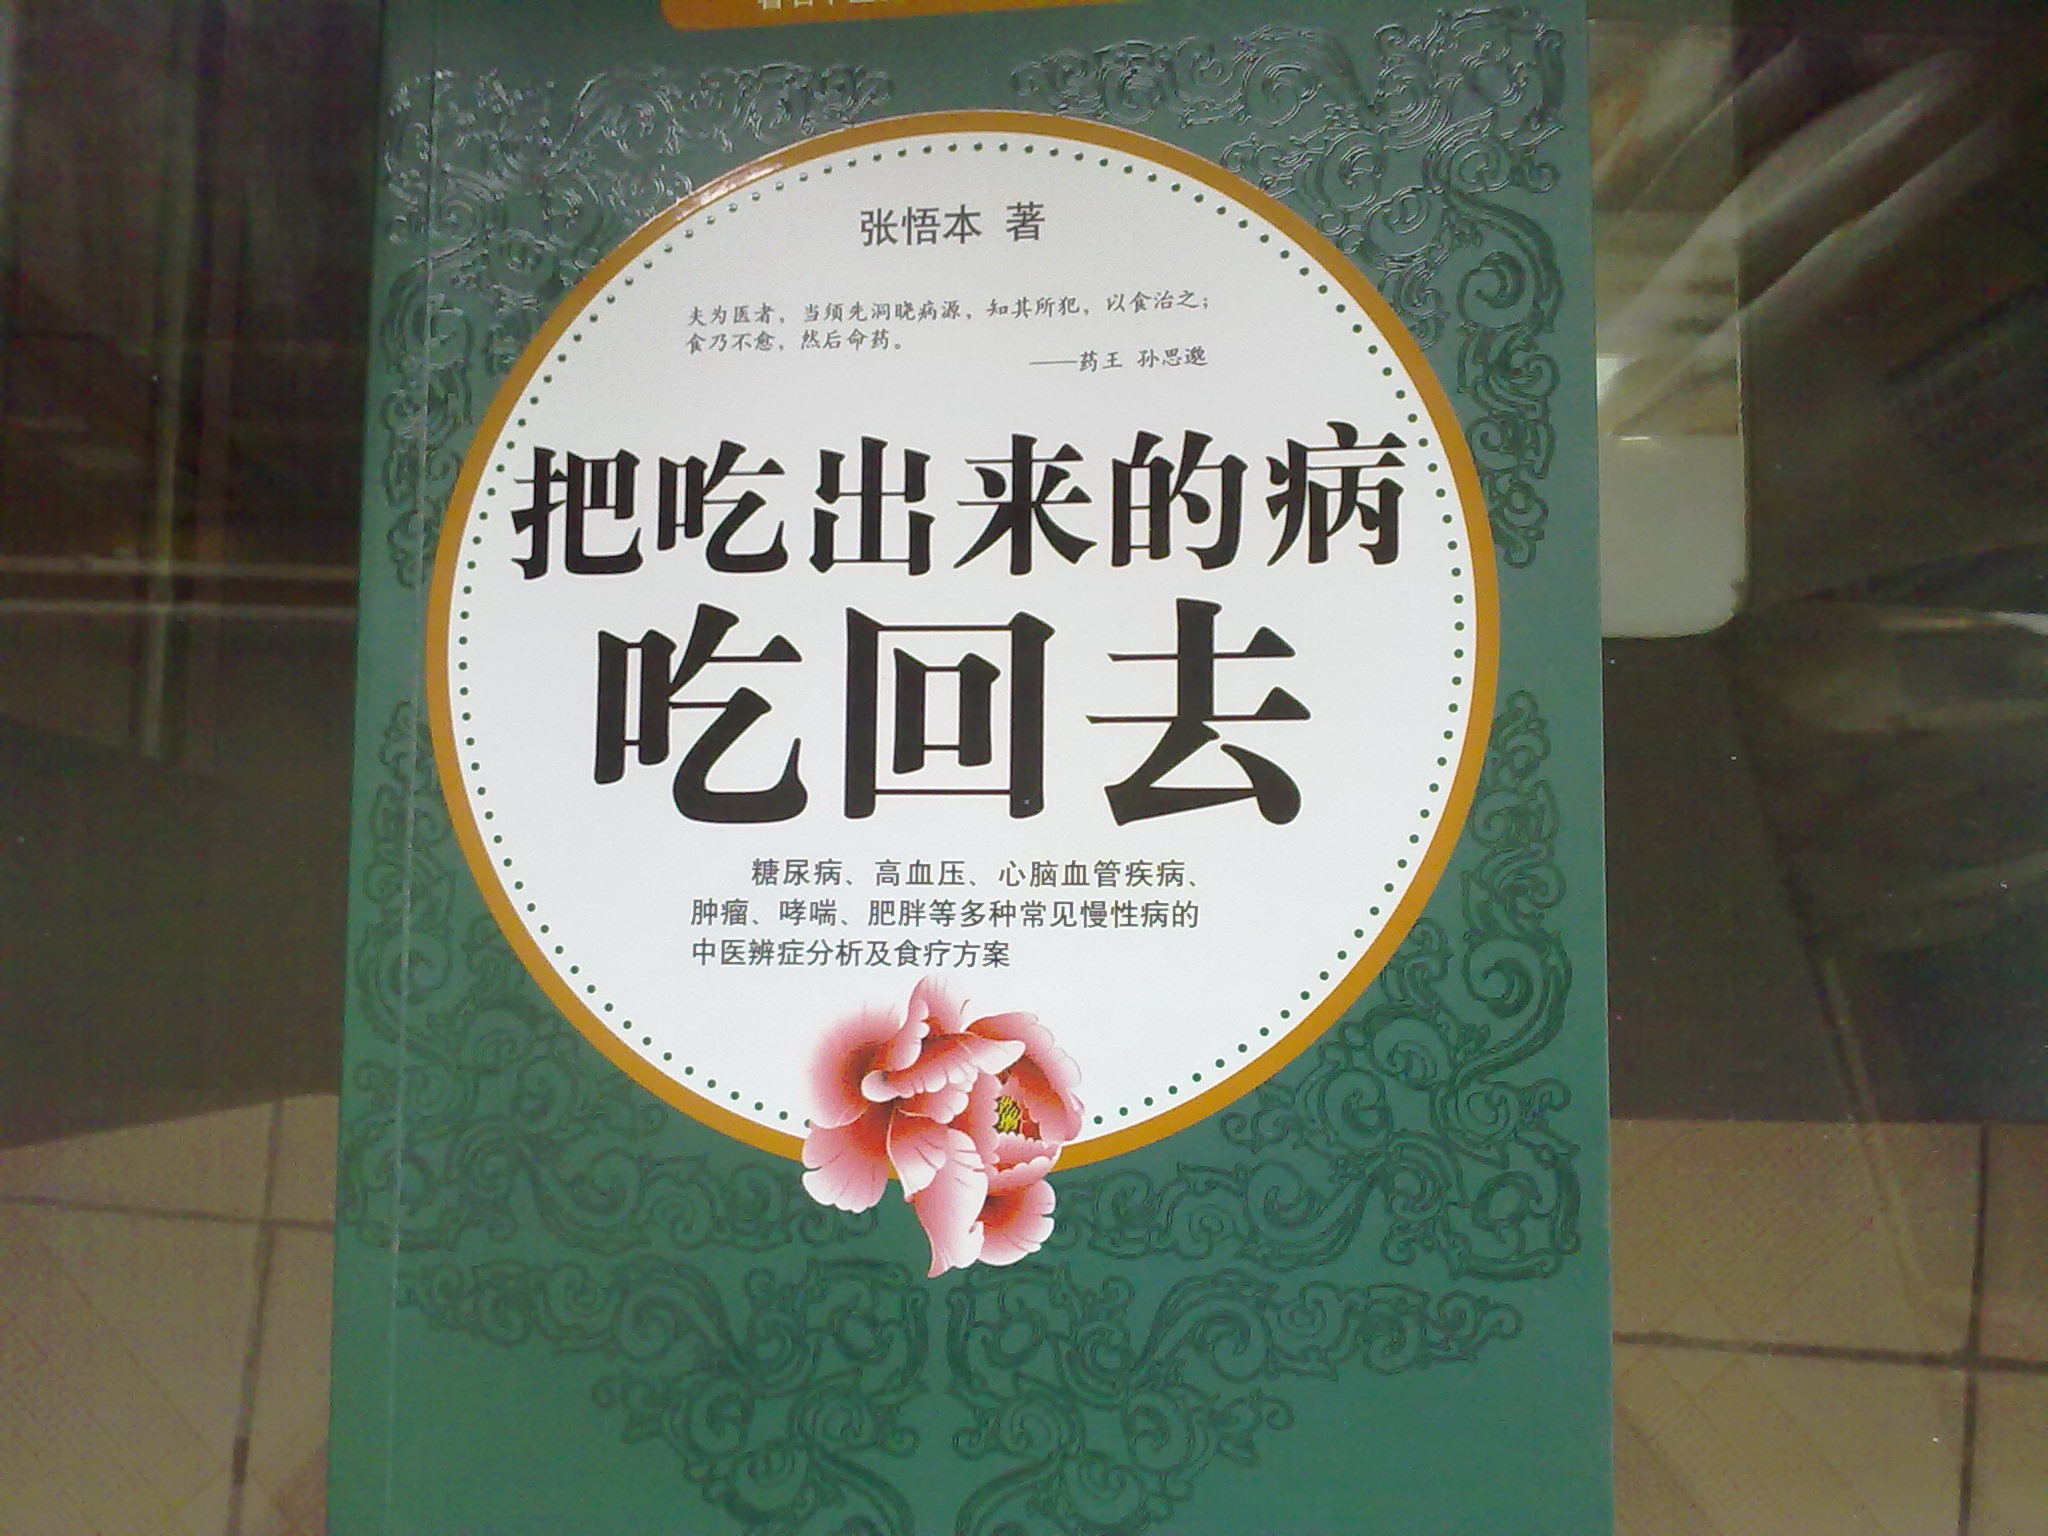 张悟本 著
夫为医者，当须先洞晓病源，知其所犯，以食治之；
食乃不愈，然后命药。
——药王 孙思邈
把吃出来的病
吃回去
糖尿病、高血压、心脑血管疾病、
肿瘤、哮喘、肥胖等多种常见慢性病的
中医辨症分析及食疗方案